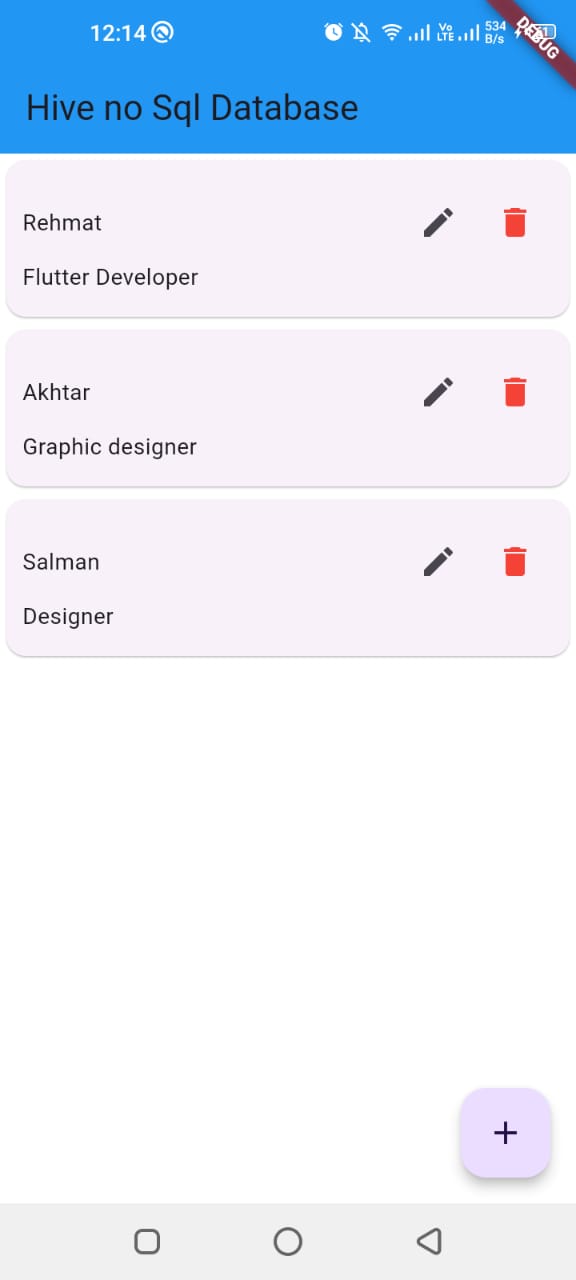 12:14
Vo
LTE
534
B/s
DEBUG
Hive no Sql Database
Rehmat
Flutter Developer
Akhtar
Graphic designer
Salman
Designer